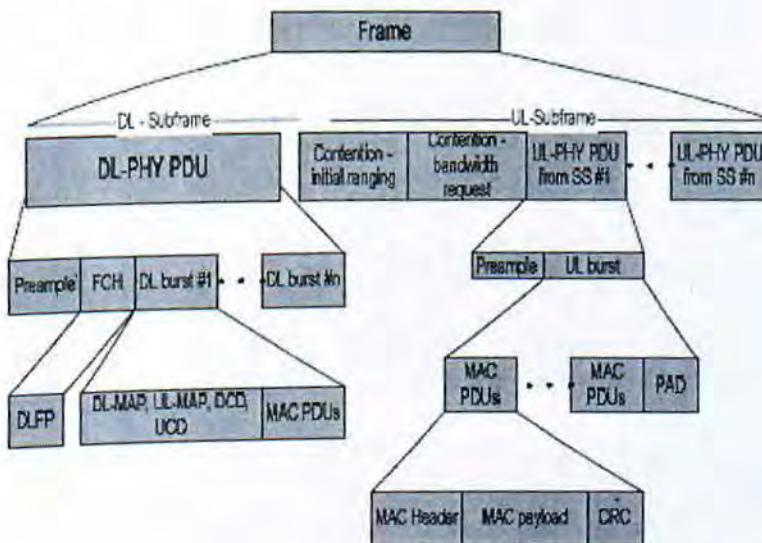 Frame
DL - Subframe
UL-Subframe
DL-PHY PDU
Contention -
initial ranging
Contention -
bandwidth
request
UL-PHY PDU
from SS #1
UL-PHY PDU
from SS #n
Preample
FCH
DL burst #1
DL burst #n
Preample
UL burst
DLFP
DL-MAP, UL-MAP, DCD,
UCD
MAC PDUs
MAC
PDUs
MAC
PDUs
PAD
MAC Header
MAC payload
CRC